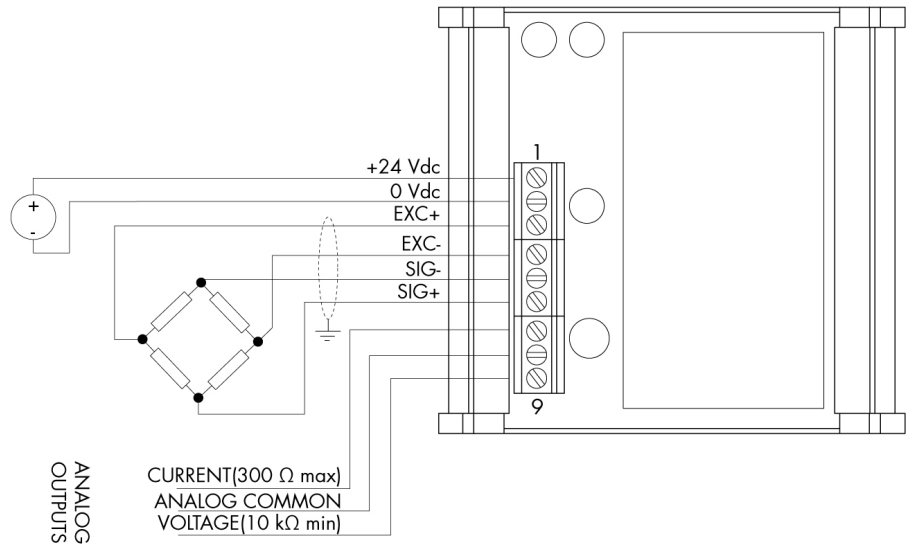 1
+24 Vdc
0 Vdc
+
-
EXC+
EXC-
SIG-
SIG+
9
ANALOG
OUTPUTS
CURRENT(300 Ω max)
ANALOG COMMON
VOLTAGE(10 kΩ min)